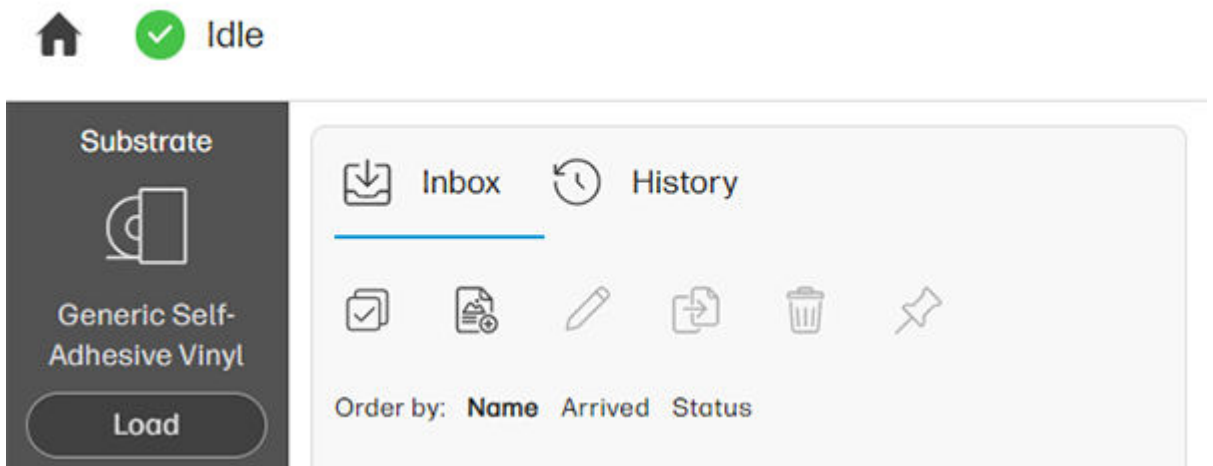 Idle
Substrate
Generic Self-
Adhesive Vinyl
Load
Inbox History
Order by: Name Arrived Status